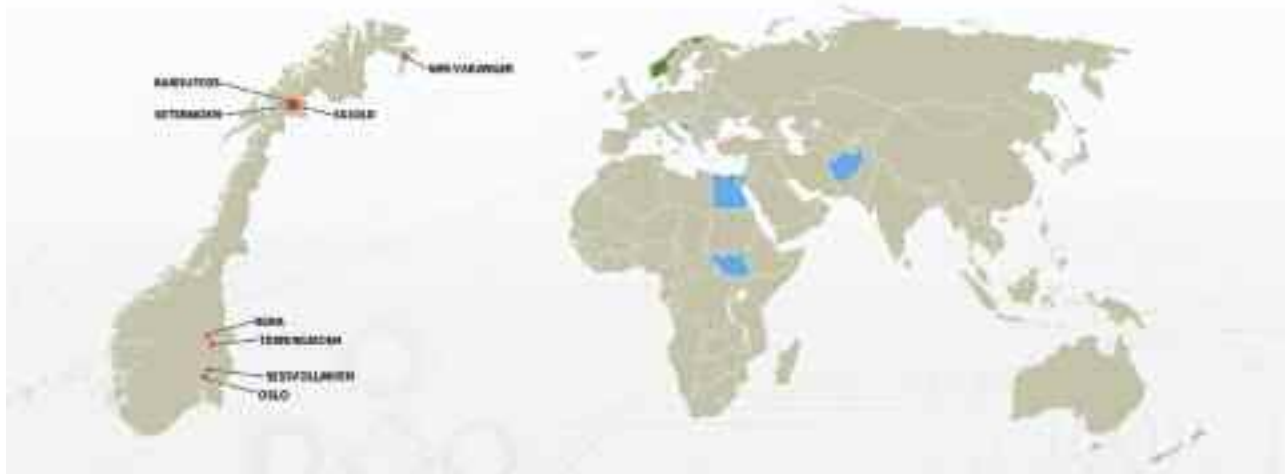 SØR-VARANGER
BARDUFOSS
SETERMOEN
SKJOLD
RENA
TERNINGMOEN
SESSVOLLMOEN
OSLO